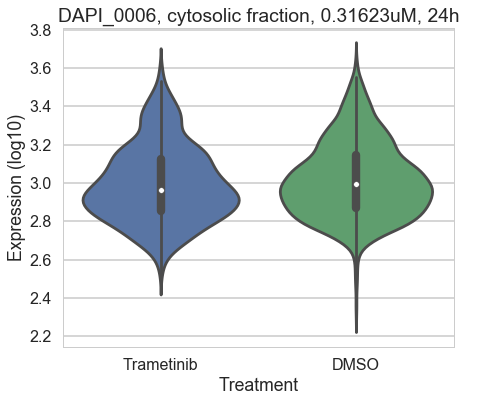 DAPI_0006, cytosolic fraction, 0.31623uM, 24h
Expression (log10)
3.8
3.6
3.4
3.2
3.0
2.8
2.6
2.4
2.2
Trametinib DMSO
Treatment